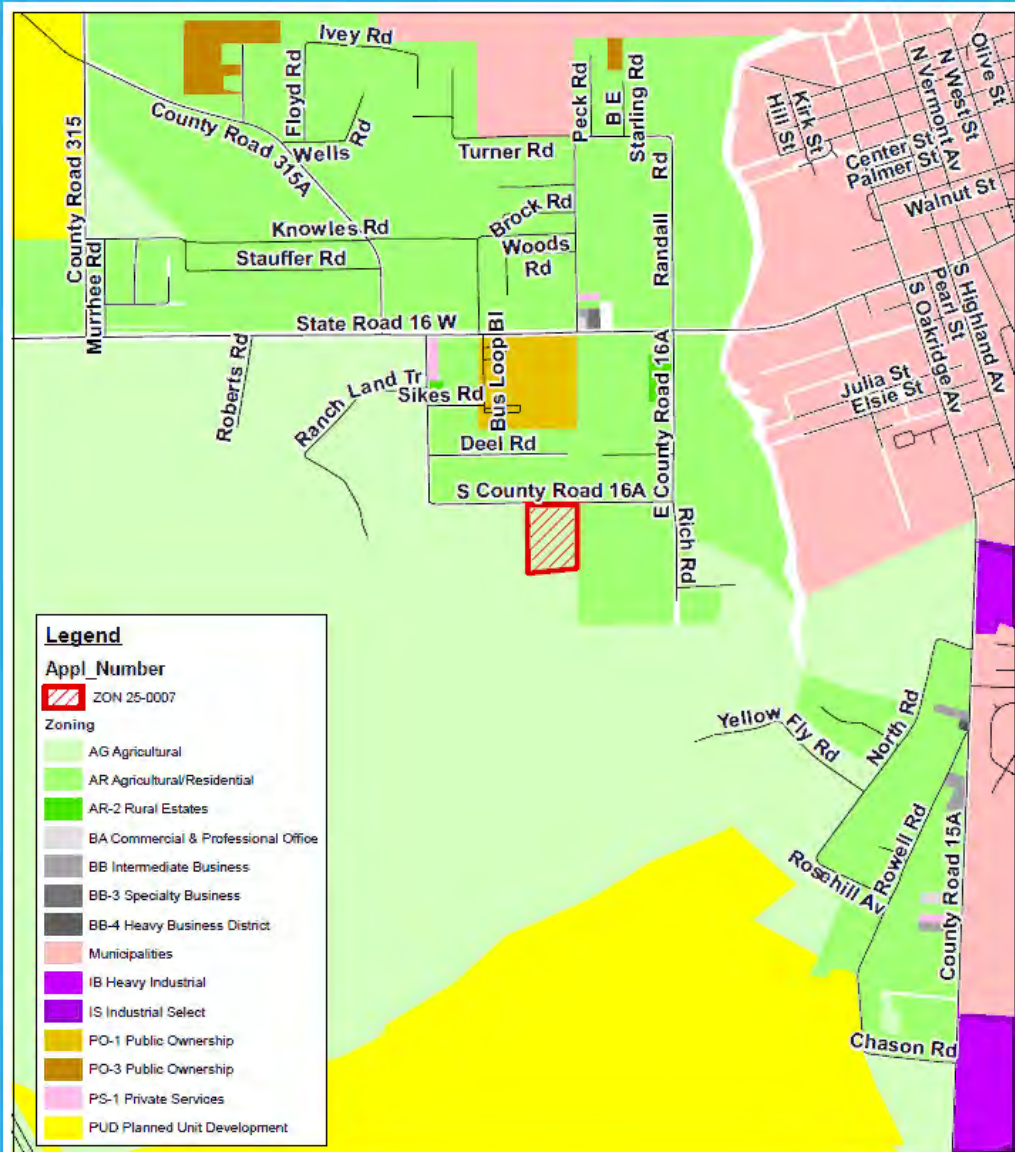 Ivey Rd
Floyd Rd
County Road 315A
Wells
Rd
Turner Rd
Peck Rd
B E
Starling Rd
Kirk St
Hill St
Olive St
N West St
N Vermont Av
Center St
Palmer St
Walnut St
County Road 315
Murrhee Rd
Knowles Rd
Stauffer Rd
Brock Rd
Woods
Rd
Randall
Rd
State Road 16 W
Roberts Rd
Ranch Land Tr
Sikes Rd
Bus Loop Bl
Deel Rd
S County Road 16A
E County Road 16A
Rich Rd
S Highland Av
Pearl St
S Oakridge Av
Julia St
Elsie St
Yellow
Fly Rd
North Rd
Rowell Rd
Rosehill Av
County Road 15A
Chason Rd
Legend
Appl_Number
ZON 25-0007
Zoning
AG Agricultural
AR Agricultural/Residential
AR-2 Rural Estates
BA Commercial & Professional Office
BB Intermediate Business
BB-3 Specialty Business
BB-4 Heavy Business District
Municipalities
IB Heavy Industrial
IS Industrial Select
PO-1 Public Ownership
PO-3 Public Ownership
PS-1 Private Services
PUD Planned Unit Development